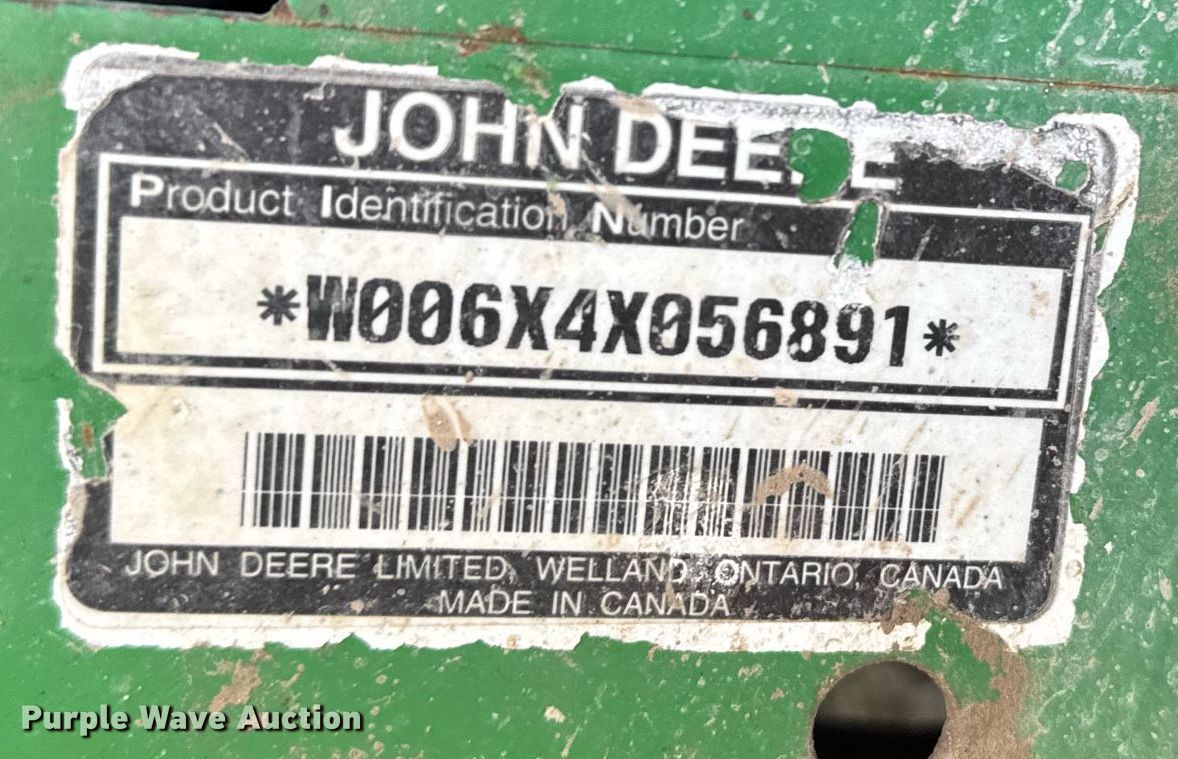 JOHN DEERE
Product Identification Number
*W006X4X056891*
JOHN DEERE LIMITED, WELLAND, ONTARIO, CANADA
MADE IN CANADA
Purple Wave Auction